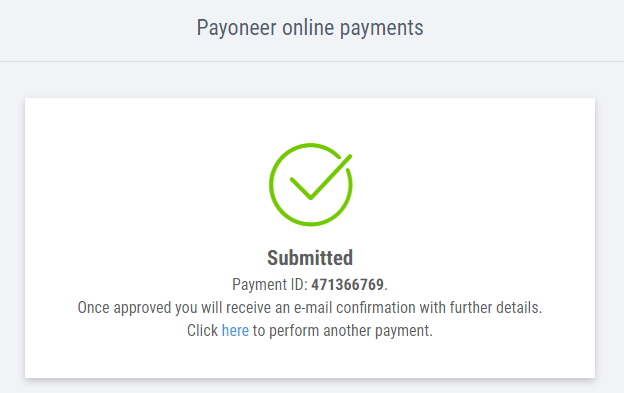 Payoneer online payments
Submitted
Payment ID: 471366769.
Once approved you will receive an e-mail confirmation with further details.
Click here to perform another payment.